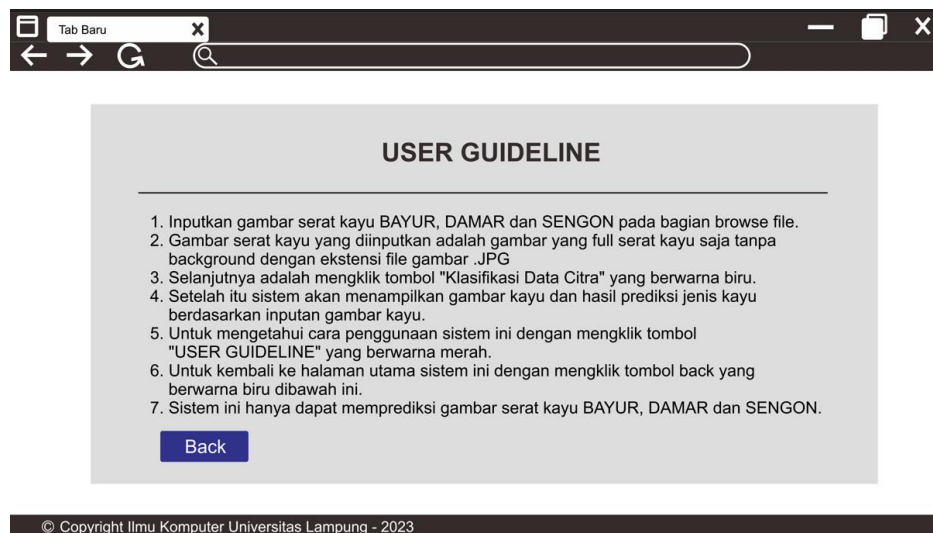 Tab Baru
USER GUIDELINE
1. Inputkan gambar serat kayu BAYUR, DAMAR dan SENGON pada bagian browse file.
2. Gambar serat kayu yang diinputkan adalah gambar yang full serat kayu saja tanpa
background dengan ekstensi file gambar .JPG
3. Selanjutnya adalah mengklik tombol "Klasifikasi Data Citra" yang berwarna biru.
4. Setelah itu sistem akan menampilkan gambar kayu dan hasil prediksi jenis kayu
berdasarkan inputan gambar kayu.
5. Untuk mengetahui cara penggunaan sistem ini dengan mengklik tombol
"USER GUIDELINE" yang berwarna merah.
6. Untuk kembali ke halaman utama sistem ini dengan mengklik tombol back yang
berwarna biru dibawah ini.
7. Sistem ini hanya dapat memprediksi gambar serat kayu BAYUR, DAMAR dan SENGON.
Back
© Copyright Ilmu Komputer Universitas Lampung - 2023